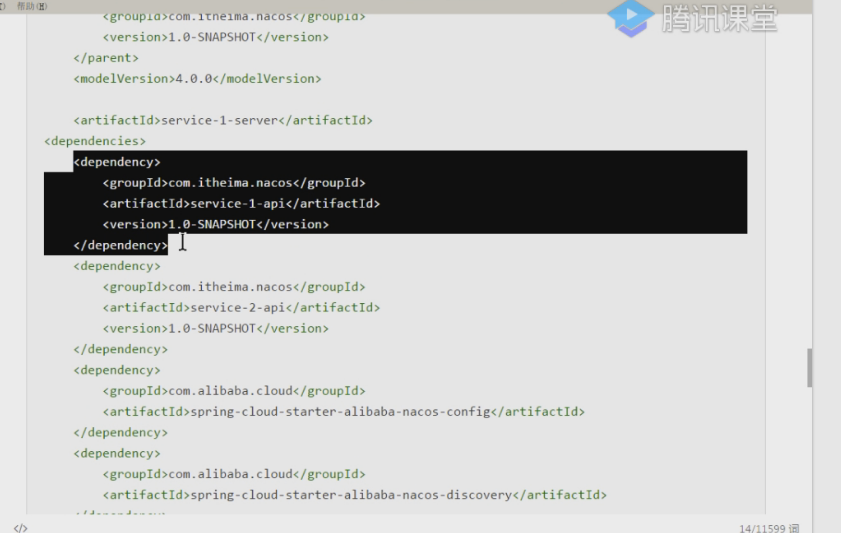 帮助(H)
腾讯课堂
<groupId>com.itheima.nacos</groupId>
<version>1.0-SNAPSHOT</version>
</parent>
<modelVersion>4.0.0</modelVersion>
<artifactId>service-1-server</artifactId>
<dependencies>
<dependency>
<groupId>com.itheima.nacos</groupId>
<artifactId>service-1-api</artifactId>
<version>1.0-SNAPSHOT</version>
</dependency>
<dependency>
<groupId>com.itheima.nacos</groupId>
<artifactId>service-2-api</artifactId>
<version>1.0-SNAPSHOT</version>
</dependency>
<dependency>
<groupId>com.alibaba.cloud</groupId>
<artifactId>spring-cloud-starter-alibaba-nacos-config</artifactId>
</dependency>
<dependency>
<groupId>com.alibaba.cloud</groupId>
<artifactId>spring-cloud-starter-alibaba-nacos-discovery</artifactId>
</dependency>
</>
14/11599 词